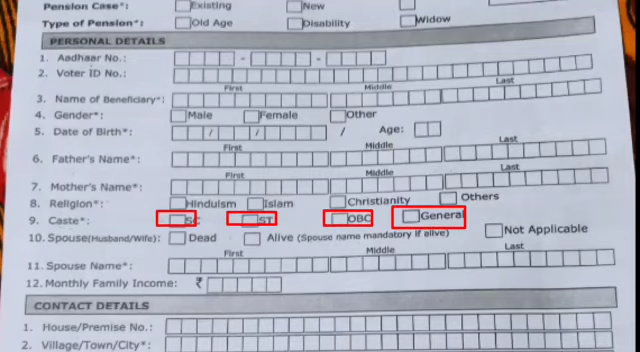 Pension Case*: Existing New
Type of Pension*: Old Age Disability Widow
PERSONAL DETAILS
1. Aadhaar No.: - -
2. Voter ID No.:
First Middle Last
3. Name of Beneficiary*:
4. Gender*: Male Female Other
5. Date of Birth*: / / / Age:
First Middle Last
6. Father's Name*:
First Middle Last
7. Mother's Name*:
8. Religion*: Hinduism Islam Christianity Others
9. Caste*: SC ST OBC General
10. Spouse(Husband/Wife): Dead Alive (Spouse name mandatory if alive) Not Applicable
First Middle Last
11. Spouse Name*:
12. Monthly Family Income: ₹
CONTACT DETAILS
1. House/Premise No.:
2. Village/Town/City*: